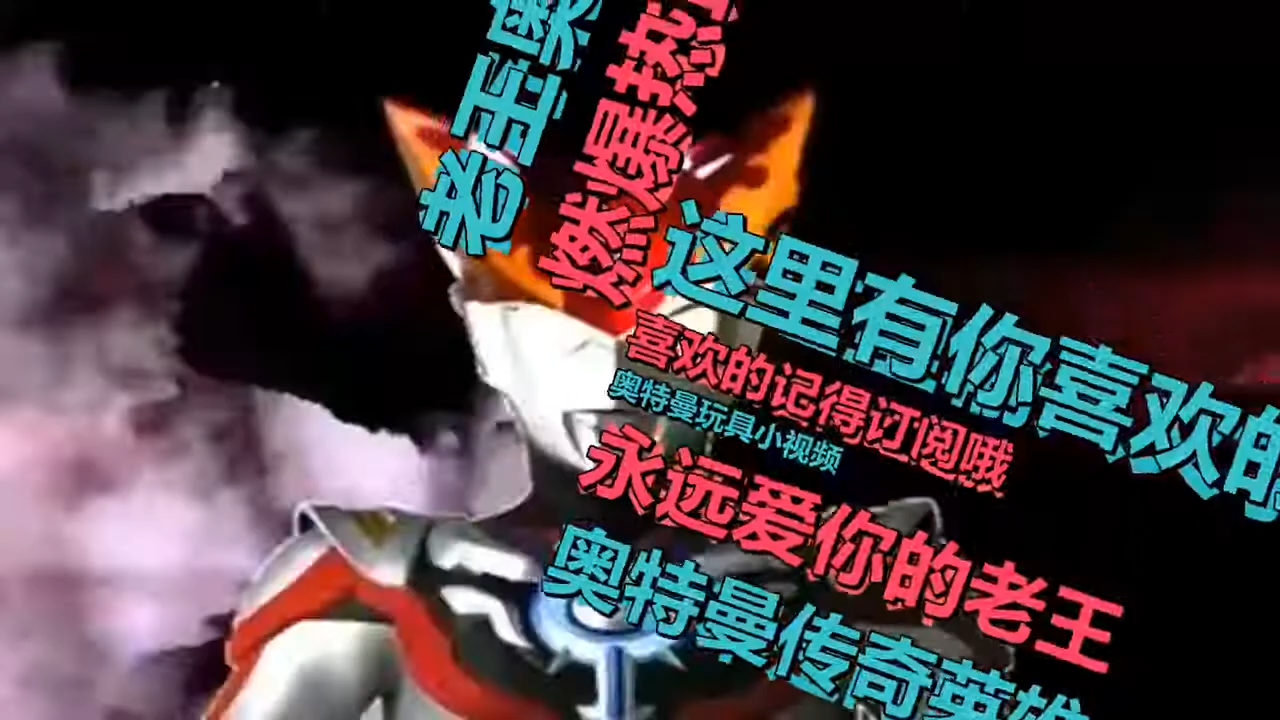 老王奥
燃爆热
这里有你喜欢的
喜欢的记得订阅哦
奥特曼玩具小视频
永远爱你的老王
奥特曼传奇英雄